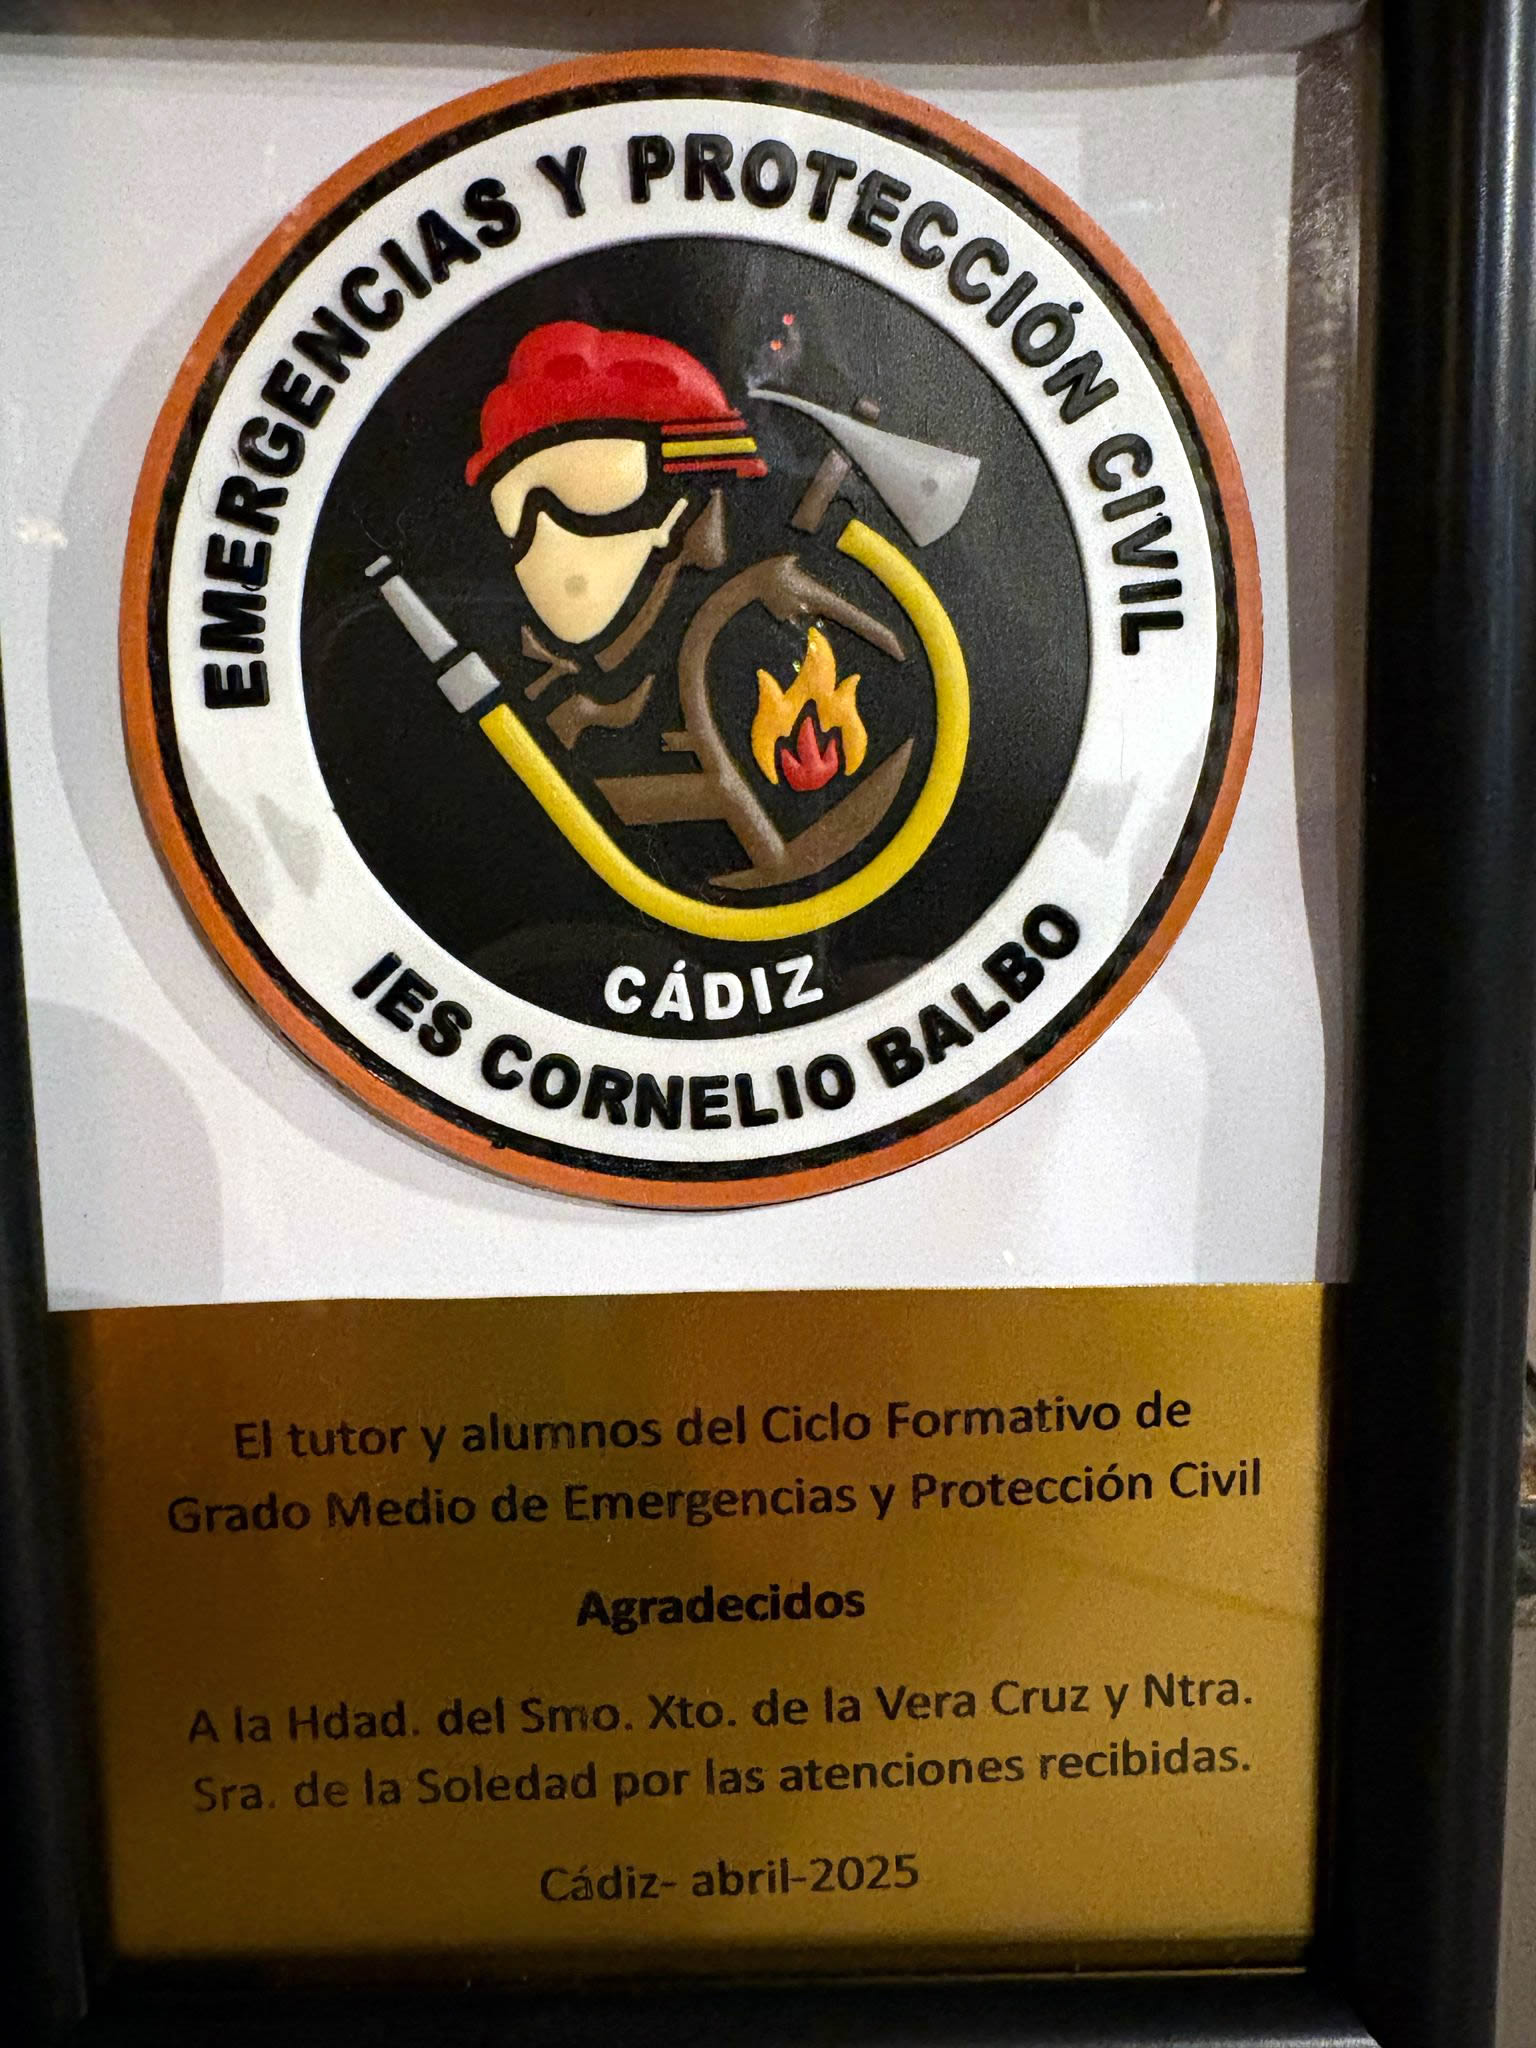 EMERGENCIAS Y PROTECCIÓN CIVIL
CÁDIZ
IES CORNELIO BALBO
El tutor y alumnos del Ciclo Formativo de
Grado Medio de Emergencias y Protección Civil
Agradecidos
A la Hdad. del Smo. Xto. de la Vera Cruz y Ntra.
Sra. de la Soledad por las atenciones recibidas.
Cádiz- abril-2025